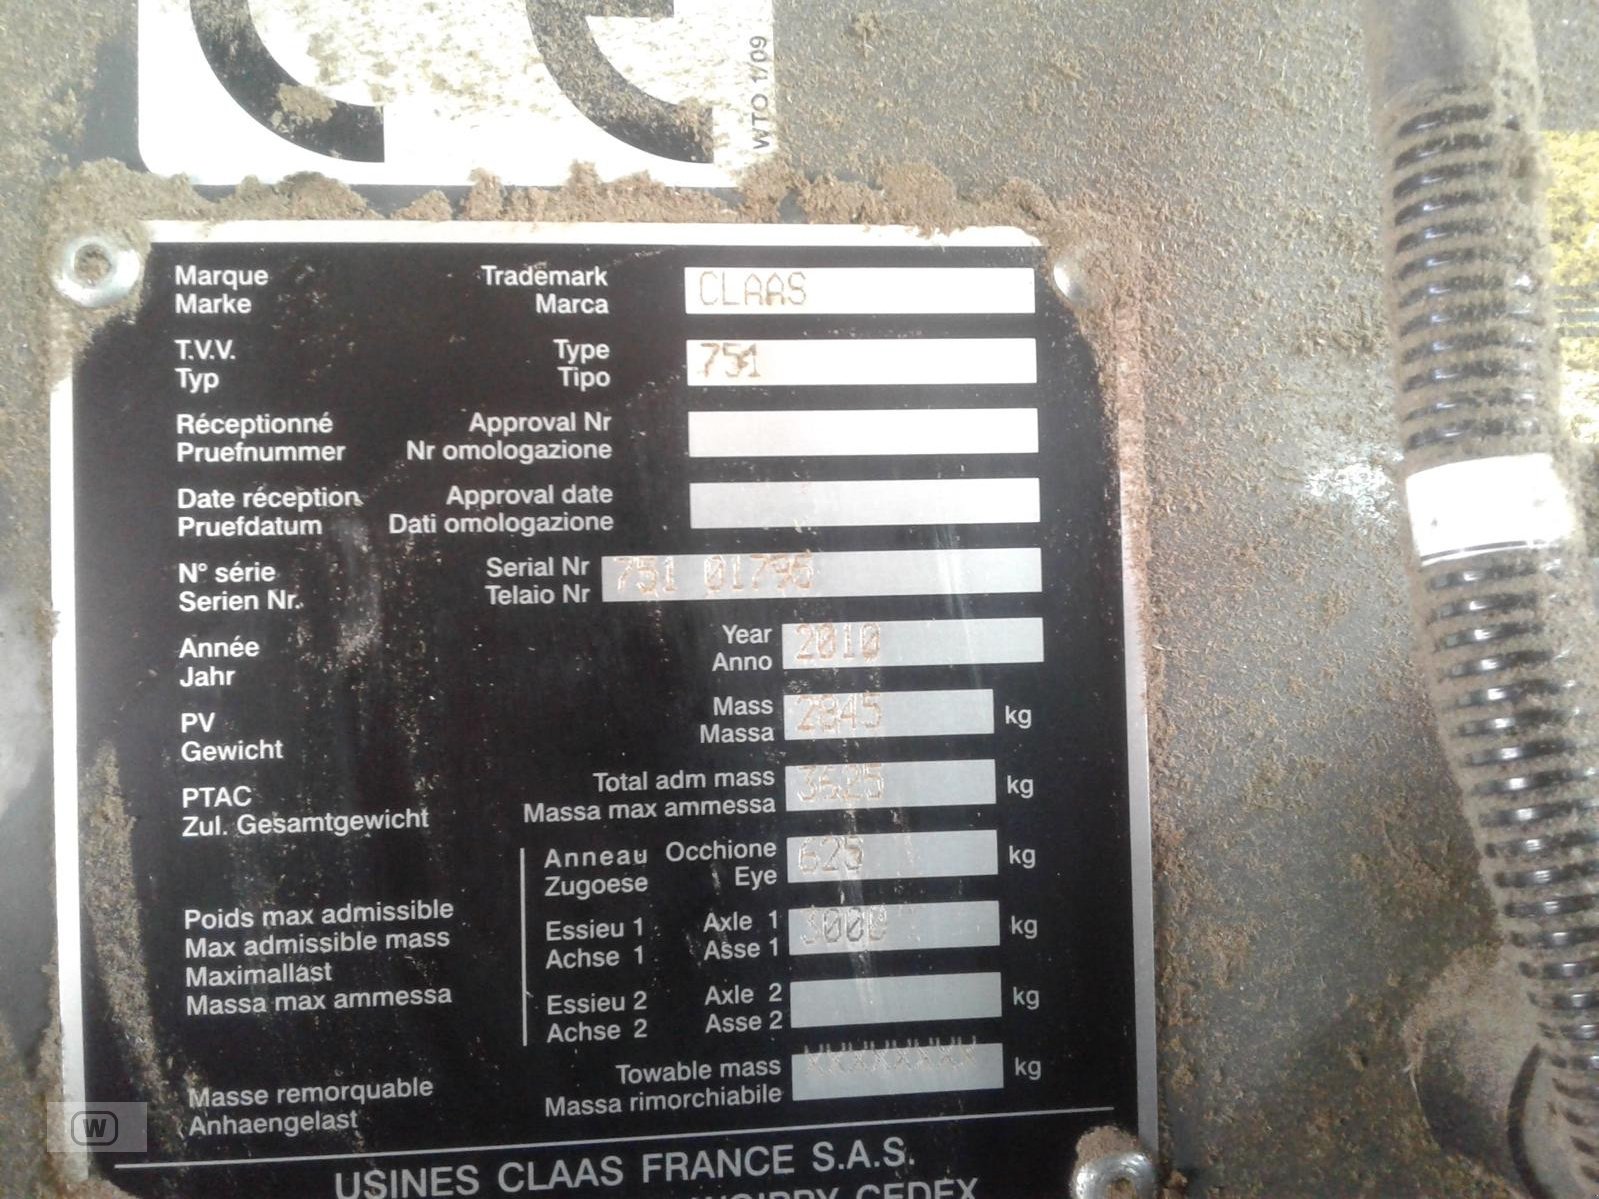 CE
WTO 1/09
Marque Trademark CLAAS
Marke Marca
T.V.V. Type 751
Typ Tipo
Réceptionné Approval Nr
Pruefnummer Nr omologazione
Date réception Approval date
Pruefdatum Dati omologazione
N° série Serial Nr 751 01795
Serien Nr. Telaio Nr
Année Year 2010
Jahr Anno
PV Mass 2845 kg
Gewicht Massa
PTAC Total adm mass 3625 kg
Zul. Gesamtgewicht Massa max ammessa
Anneau Occhione 625 kg
Zugoese Eye
Poids max admissible
Max admissible mass
Maximallast
Massa max ammessa
Essieu 1 Axle 1 3000 kg
Achse 1 Asse 1
Essieu 2 Axle 2 kg
Achse 2 Asse 2
Masse remorquable Towable mass XXXXXXXX kg
Anhaengelast Massa rimorchiabile
USINES CLAAS FRANCE S.A.S.
WOIPPY CEDEX
W